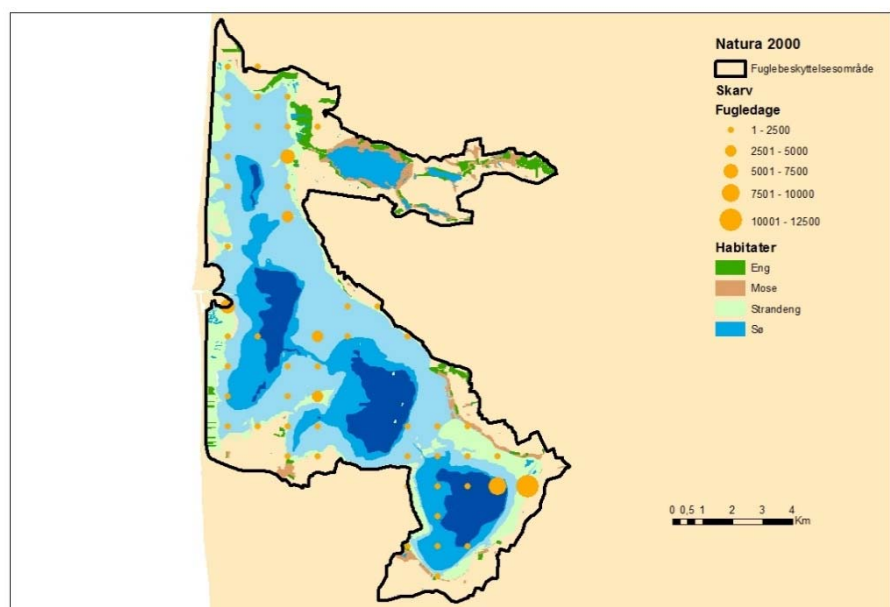 Natura 2000
Fuglebeskyttelsesområde
Skarv
Fugledage
1 - 2500
2501 - 5000
5001 - 7500
7501 - 10000
10001 - 12500
Habitater
Eng
Mose
Strandeng
Sø
0 0,5 1 2 3 4
Km